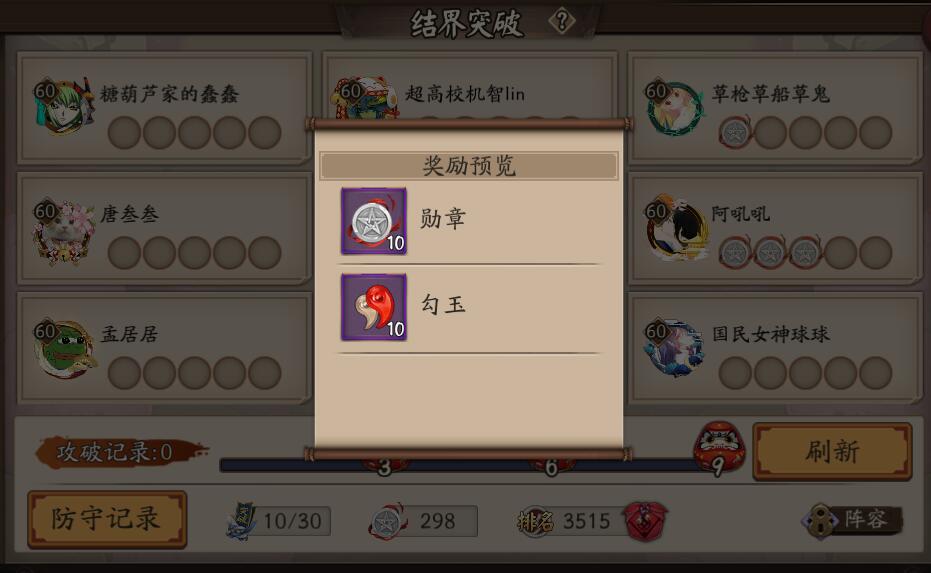 结界突破 ?
60 糖葫芦家的蠢蠢
60 超高校机智lin
60 草枪草船草鬼
奖励预览
10 勋章
10 勾玉
60 唐叁叁
60 阿吼吼
60 孟居居
60 国民女神球球
攻破记录:0
3
6
9
刷新
防守记录
突破 10/30
298
排名 3515
阵容